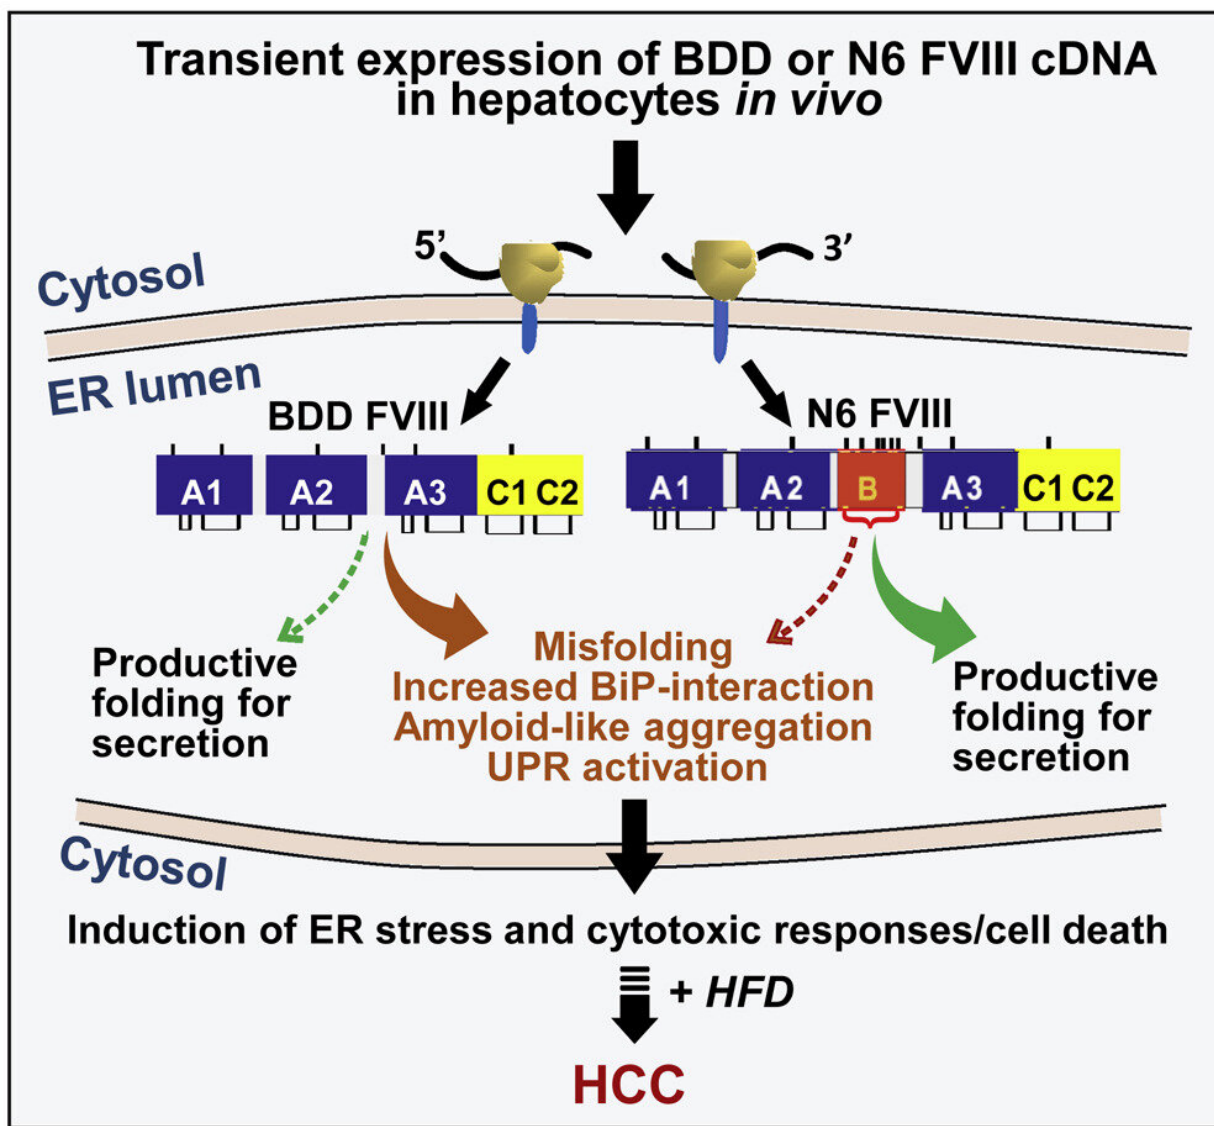 Transient expression of BDD or N6 FVIII cDNA
in hepatocytes in vivo
5’
3’
Cytosol
ER lumen
BDD FVIII
N6 FVIII
A1 A2 A3 C1 C2
A1 A2 B A3 C1 C2
Productive
folding for
secretion
Misfolding
Increased BiP-interaction
Amyloid-like aggregation
UPR activation
Productive
folding for
secretion
Cytosol
Induction of ER stress and cytotoxic responses/cell death
+ HFD
HCC